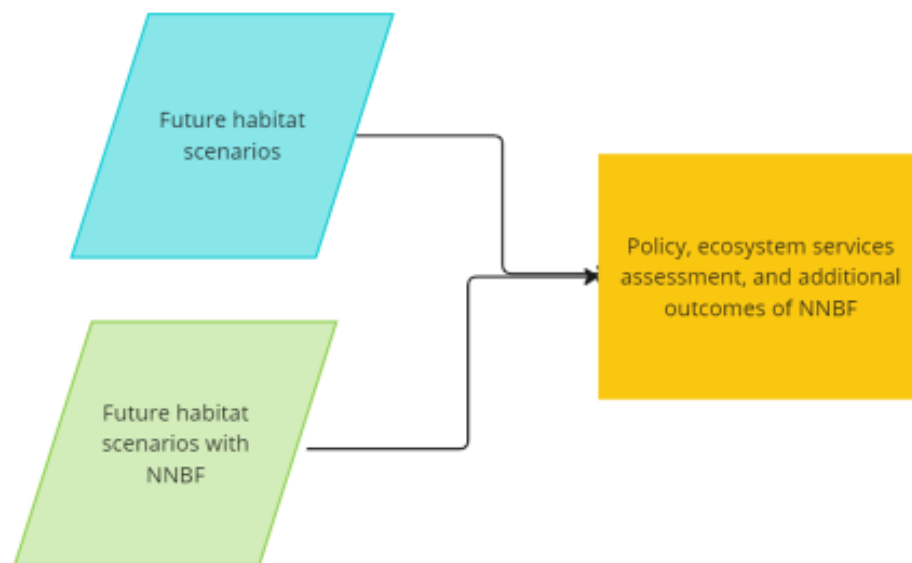 Future habitat
scenarios
Policy, ecosystem services
assessment, and additional
outcomes of NNBF
Future habitat
scenarios with
NNBF